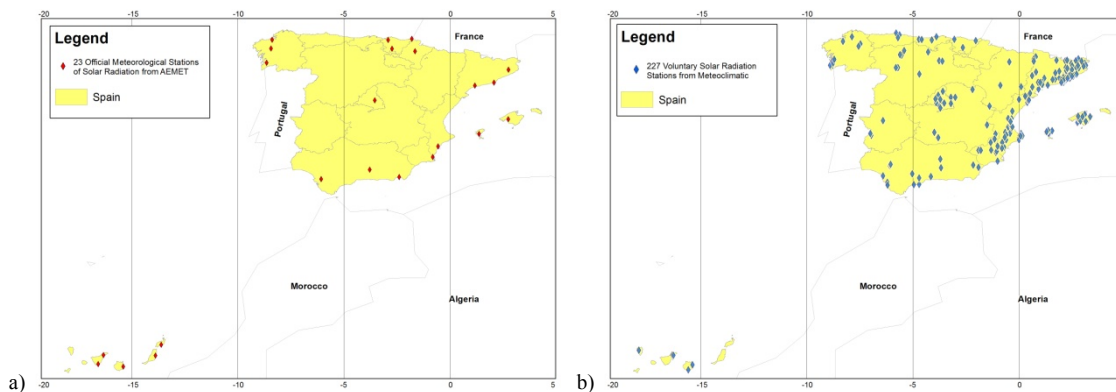 -20 -15 -10 -5 0 5
Legend
23 Official Meteorological Stations
of Solar Radiation from AEMET
Spain
France
Portugal
Morocco
Algeria
-20 -15 -10 -5 0 5
a)
-20 -15 -10 -5 0 5
Legend
227 Voluntary Solar Radiation
Stations from Meteoclimatic
Spain
France
Portugal
Morocco
Algeria
-20 -15 -10 -5 0 5
b)